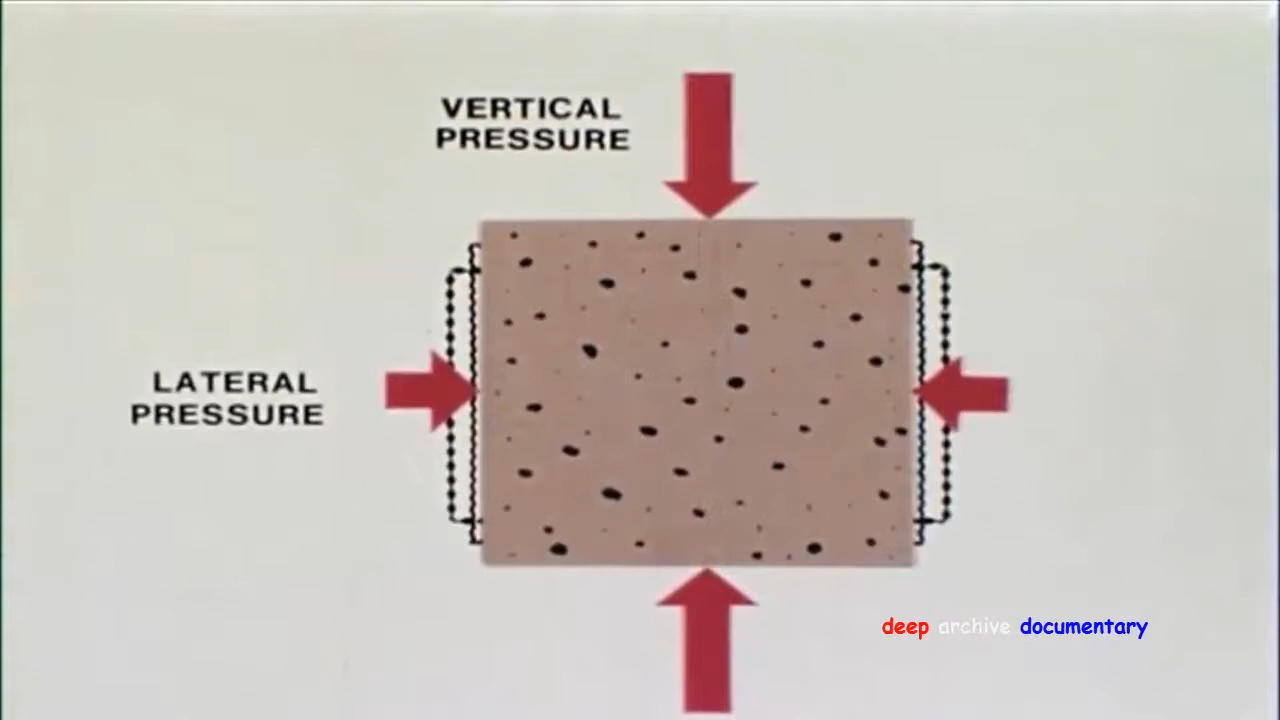 VERTICAL
PRESSURE
LATERAL
PRESSURE
deep archive documentary